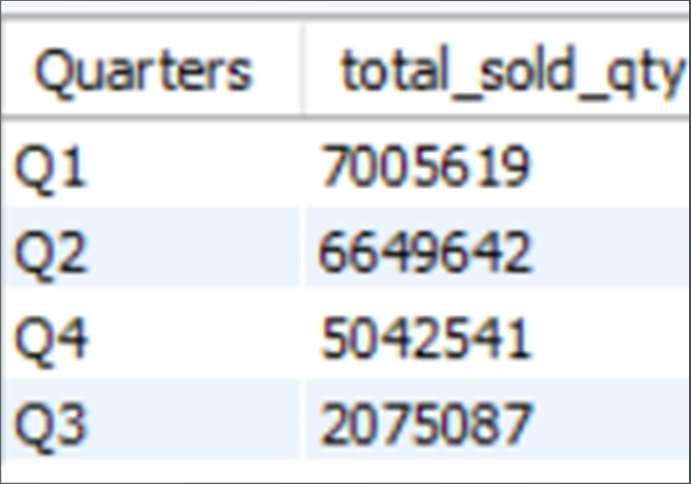 Quarters total_sold_qty
Q1 7005619
Q2 6649642
Q4 5042541
Q3 2075087